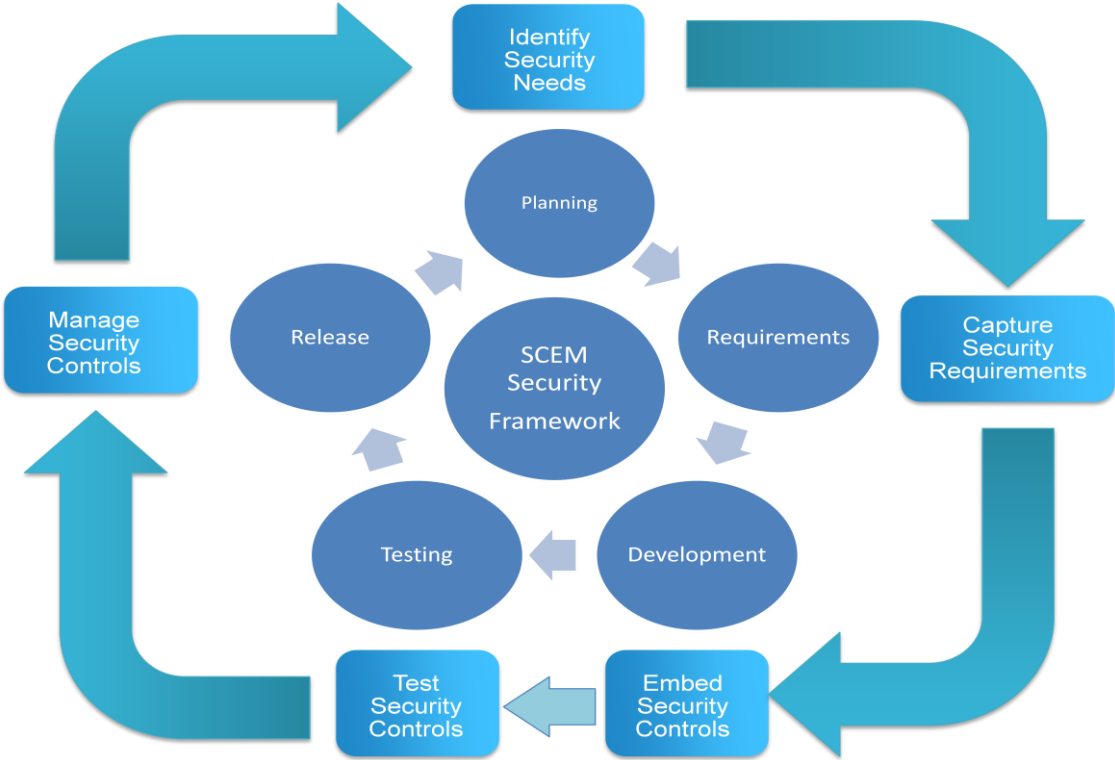 Identify
Security
Needs
Planning
Release
Requirements
Manage
Security
Controls
SCEM
Security
Framework
Capture
Security
Requirements
Testing
Development
Test
Security
Controls
Embed
Security
Controls